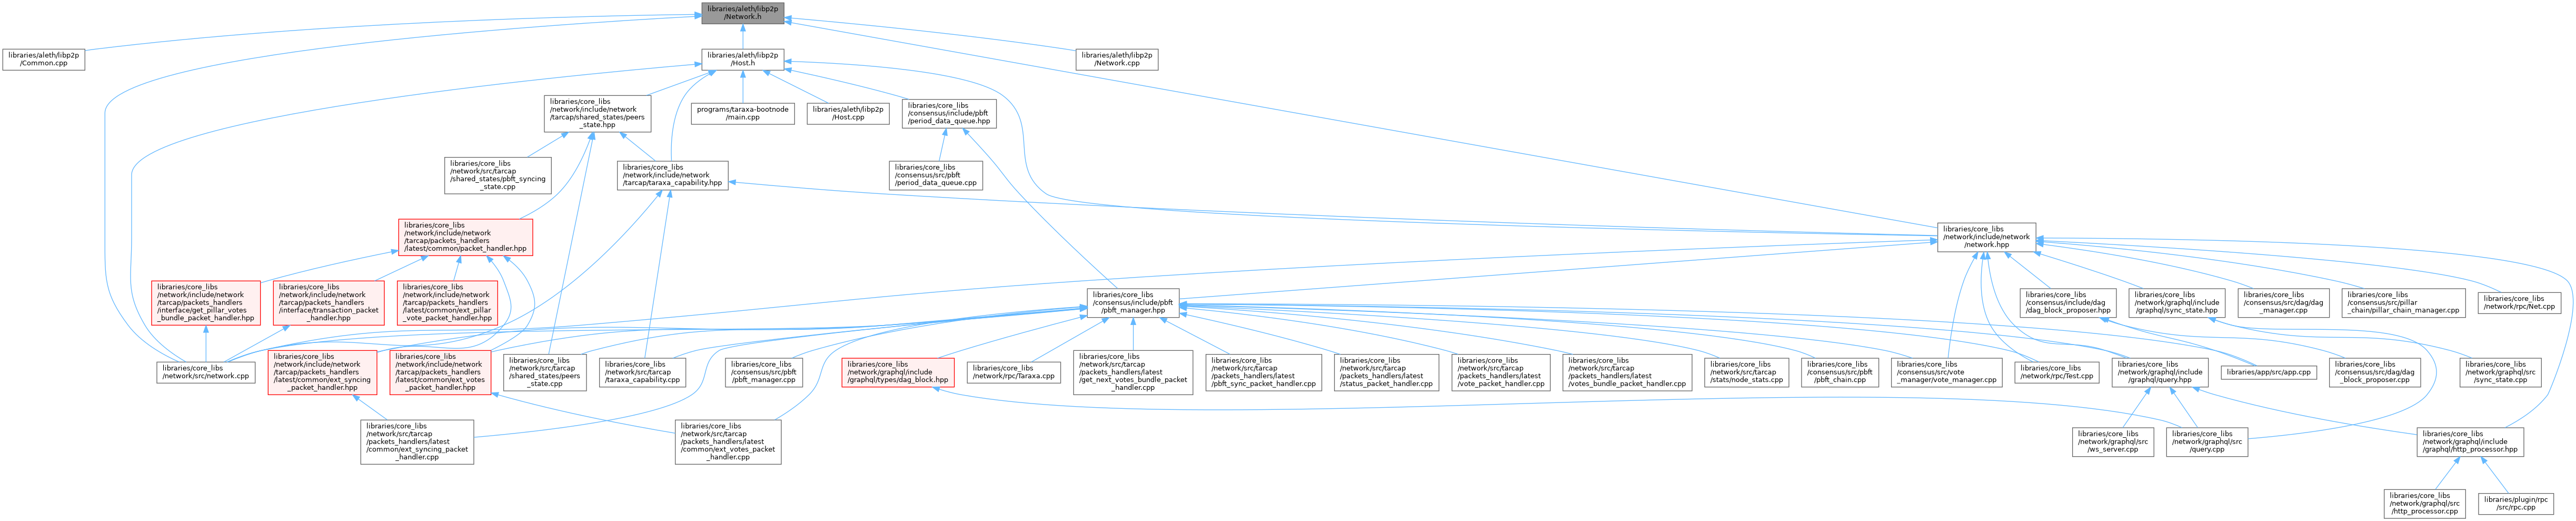 libraries/aleth/libp2p
/Network.h
libraries/aleth/libp2p
/Common.cpp
libraries/aleth/libp2p
/Host.h
libraries/aleth/libp2p
/Network.cpp
libraries/core_libs
/network/include/network
/tarcap/shared_states/peers
_state.hpp
programs/taraxa-bootnode
/main.cpp
libraries/aleth/libp2p
/Host.cpp
libraries/core_libs
/consensus/include/pbft
/period_data_queue.hpp
libraries/core_libs
/network/src/tarcap
/shared_states/pbft_syncing
_state.cpp
libraries/core_libs
/network/include/network
/tarcap/taraxa_capability.hpp
libraries/core_libs
/consensus/src/pbft
/period_data_queue.cpp
libraries/core_libs
/network/include/network
/tarcap/packets_handlers
/latest/common/packet_handler.hpp
libraries/core_libs
/network/include/network
/network.hpp
libraries/core_libs
/network/include/network
/tarcap/packets_handlers
/interface/get_pillar_votes
_bundle_packet_handler.hpp
libraries/core_libs
/network/include/network
/tarcap/packets_handlers
/interface/transaction_packet
_handler.hpp
libraries/core_libs
/network/include/network
/tarcap/packets_handlers
/latest/common/ext_pillar
_vote_packet_handler.hpp
libraries/core_libs
/consensus/include/pbft
/pbft_manager.hpp
libraries/core_libs
/consensus/include/dag
/dag_block_proposer.hpp
libraries/core_libs
/network/graphql/include
/graphql/sync_state.hpp
libraries/core_libs
/consensus/src/dag/dag
_manager.cpp
libraries/core_libs
/consensus/src/pillar
_chain/pillar_chain_manager.cpp
libraries/core_libs
/network/rpc/Net.cpp
libraries/core_libs
/network/src/network.cpp
libraries/core_libs
/network/include/network
/tarcap/packets_handlers
/latest/common/ext_syncing
_packet_handler.hpp
libraries/core_libs
/network/include/network
/tarcap/packets_handlers
/latest/common/ext_votes
_packet_handler.hpp
libraries/core_libs
/network/src/tarcap
/shared_states/peers
_state.cpp
libraries/core_libs
/network/src/tarcap
/taraxa_capability.cpp
libraries/core_libs
/consensus/src/pbft
/pbft_manager.cpp
libraries/core_libs
/network/graphql/include
/graphql/types/dag_block.hpp
libraries/core_libs
/network/rpc/Taraxa.cpp
libraries/core_libs
/network/src/tarcap
/packets_handlers/latest
/get_next_votes_bundle_packet
_handler.cpp
libraries/core_libs
/network/src/tarcap
/packets_handlers/latest
/pbft_sync_packet_handler.cpp
libraries/core_libs
/network/src/tarcap
/packets_handlers/latest
/status_packet_handler.cpp
libraries/core_libs
/network/src/tarcap
/packets_handlers/latest
/vote_packet_handler.cpp
libraries/core_libs
/network/src/tarcap
/packets_handlers/latest
/votes_bundle_packet_handler.cpp
libraries/core_libs
/network/src/tarcap
/stats/node_stats.cpp
libraries/core_libs
/consensus/src/pbft
/pbft_chain.cpp
libraries/core_libs
/consensus/src/vote
_manager/vote_manager.cpp
libraries/core_libs
/network/rpc/Test.cpp
libraries/core_libs
/network/graphql/include
/graphql/query.hpp
libraries/app/src/app.cpp
libraries/core_libs
/consensus/src/dag/dag
_block_proposer.cpp
libraries/core_libs
/network/graphql/src
/sync_state.cpp
libraries/core_libs
/network/src/tarcap
/packets_handlers/latest
/common/ext_syncing_packet
_handler.cpp
libraries/core_libs
/network/src/tarcap
/packets_handlers/latest
/common/ext_votes_packet
_handler.cpp
libraries/core_libs
/network/graphql/src
/ws_server.cpp
libraries/core_libs
/network/graphql/src
/query.cpp
libraries/core_libs
/network/graphql/include
/graphql/http_processor.hpp
libraries/core_libs
/network/graphql/src
/http_processor.cpp
libraries/plugin/rpc
/src/rpc.cpp